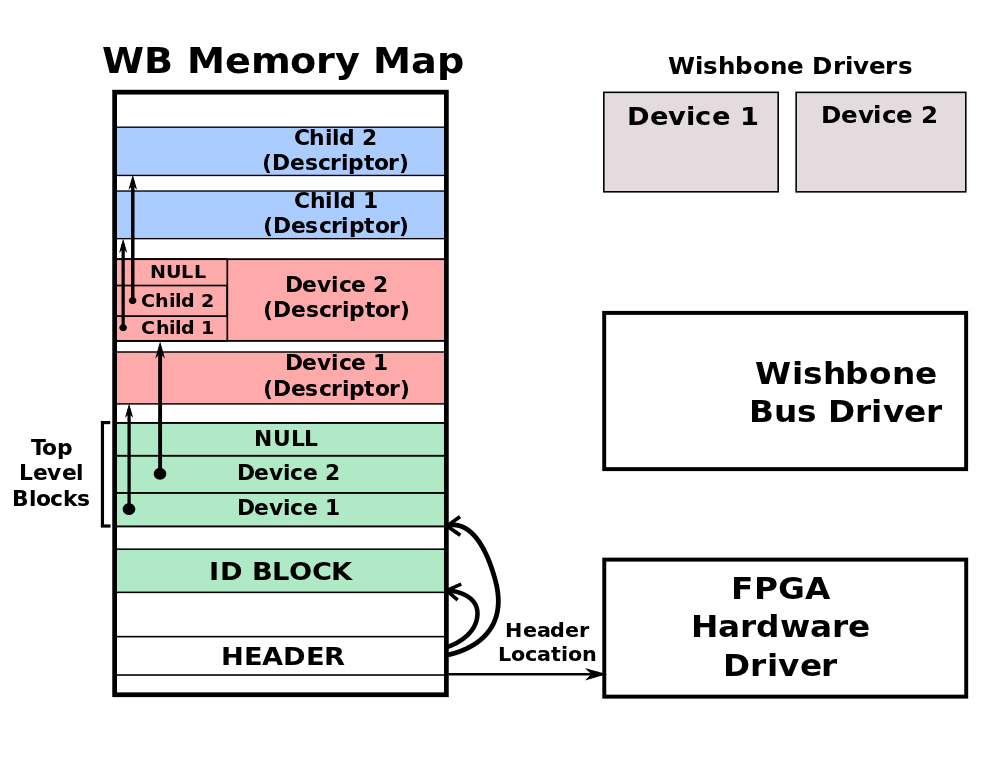 WB Memory Map
Child 2
(Descriptor)
Child 1
(Descriptor)
NULL
Child 2
Child 1
Device 2
(Descriptor)
Device 1
(Descriptor)
Top
Level
Blocks
NULL
Device 2
Device 1
ID BLOCK
HEADER
Header
Location
Wishbone Drivers
Device 1
Device 2
Wishbone
Bus Driver
FPGA
Hardware
Driver